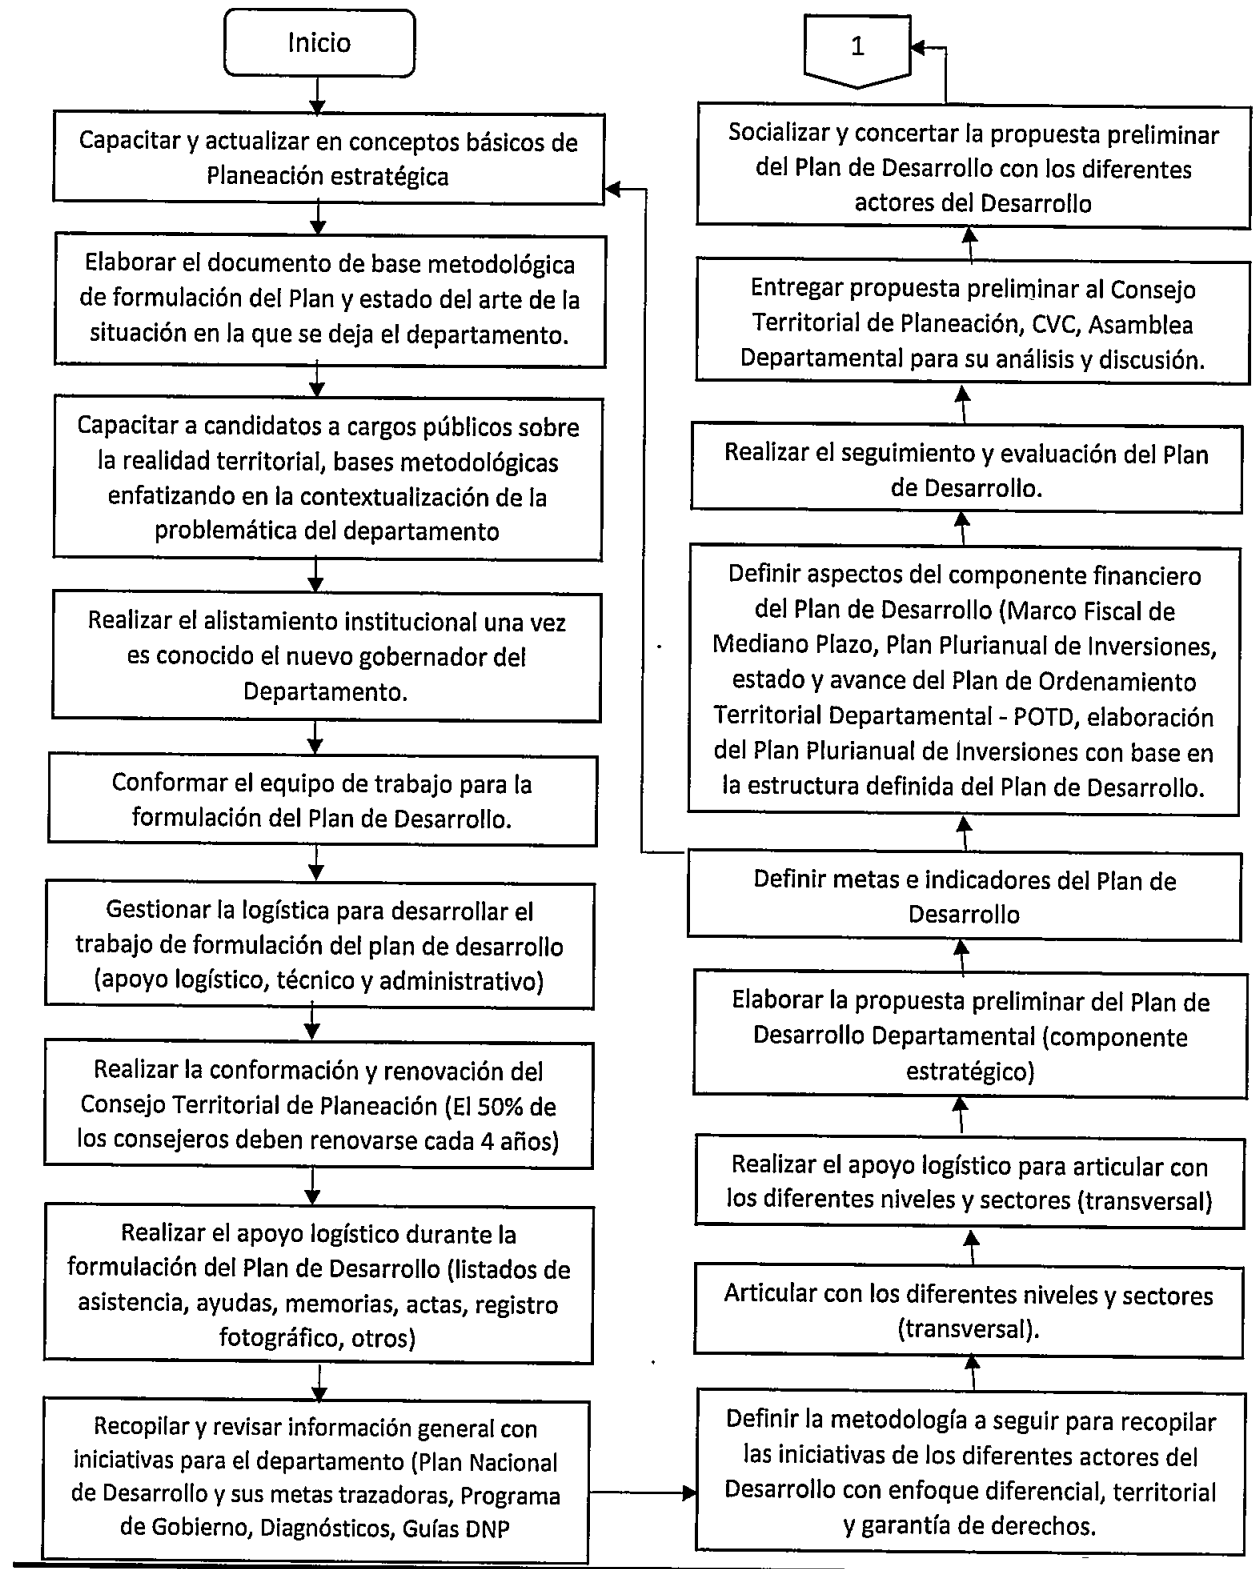 Inicio
Capacitar y actualizar en conceptos básicos de
Planeación estratégica
Elaborar el documento de base metodológica
de formulación del Plan y estado del arte de la
situación en la que se deja el departamento.
Capacitar a candidatos a cargos públicos sobre
la realidad territorial, bases metodológicas
enfatizando en la contextualización de la
problemática del departamento
Realizar el alistamiento institucional una vez
es conocido el nuevo gobernador del
Departamento.
Conformar el equipo de trabajo para la
formulación del Plan de Desarrollo.
Gestionar la logística para desarrollar el
trabajo de formulación del plan de desarrollo
(apoyo logístico, técnico y administrativo)
Realizar la conformación y renovación del
Consejo Territorial de Planeación (El 50% de
los consejeros deben renovarse cada 4 años)
Realizar el apoyo logístico durante la
formulación del Plan de Desarrollo (listados de
asistencia, ayudas, memorias, actas, registro
fotográfico, otros)
Recopilar y revisar información general con
iniciativas para el departamento (Plan Nacional
de Desarrollo y sus metas trazadoras, Programa
de Gobierno, Diagnósticos, Guías DNP
Definir la metodología a seguir para recopilar
las iniciativas de los diferentes actores del
Desarrollo con enfoque diferencial, territorial
y garantía de derechos.
Articular con los diferentes niveles y sectores
(transversal).
Realizar el apoyo logístico para articular con
los diferentes niveles y sectores (transversal)
Elaborar la propuesta preliminar del Plan de
Desarrollo Departamental (componente
estratégico)
Definir metas e indicadores del Plan de
Desarrollo
Definir aspectos del componente financiero
del Plan de Desarrollo (Marco Fiscal de
Mediano Plazo, Plan Plurianual de Inversiones,
estado y avance del Plan de Ordenamiento
Territorial Departamental - POTD, elaboración
del Plan Plurianual de Inversiones con base en
la estructura definida del Plan de Desarrollo.
Realizar el seguimiento y evaluación del Plan
de Desarrollo.
Entregar propuesta preliminar al Consejo
Territorial de Planeación, CVC, Asamblea
Departamental para su análisis y discusión.
Socializar y concertar la propuesta preliminar
del Plan de Desarrollo con los diferentes
actores del Desarrollo
1